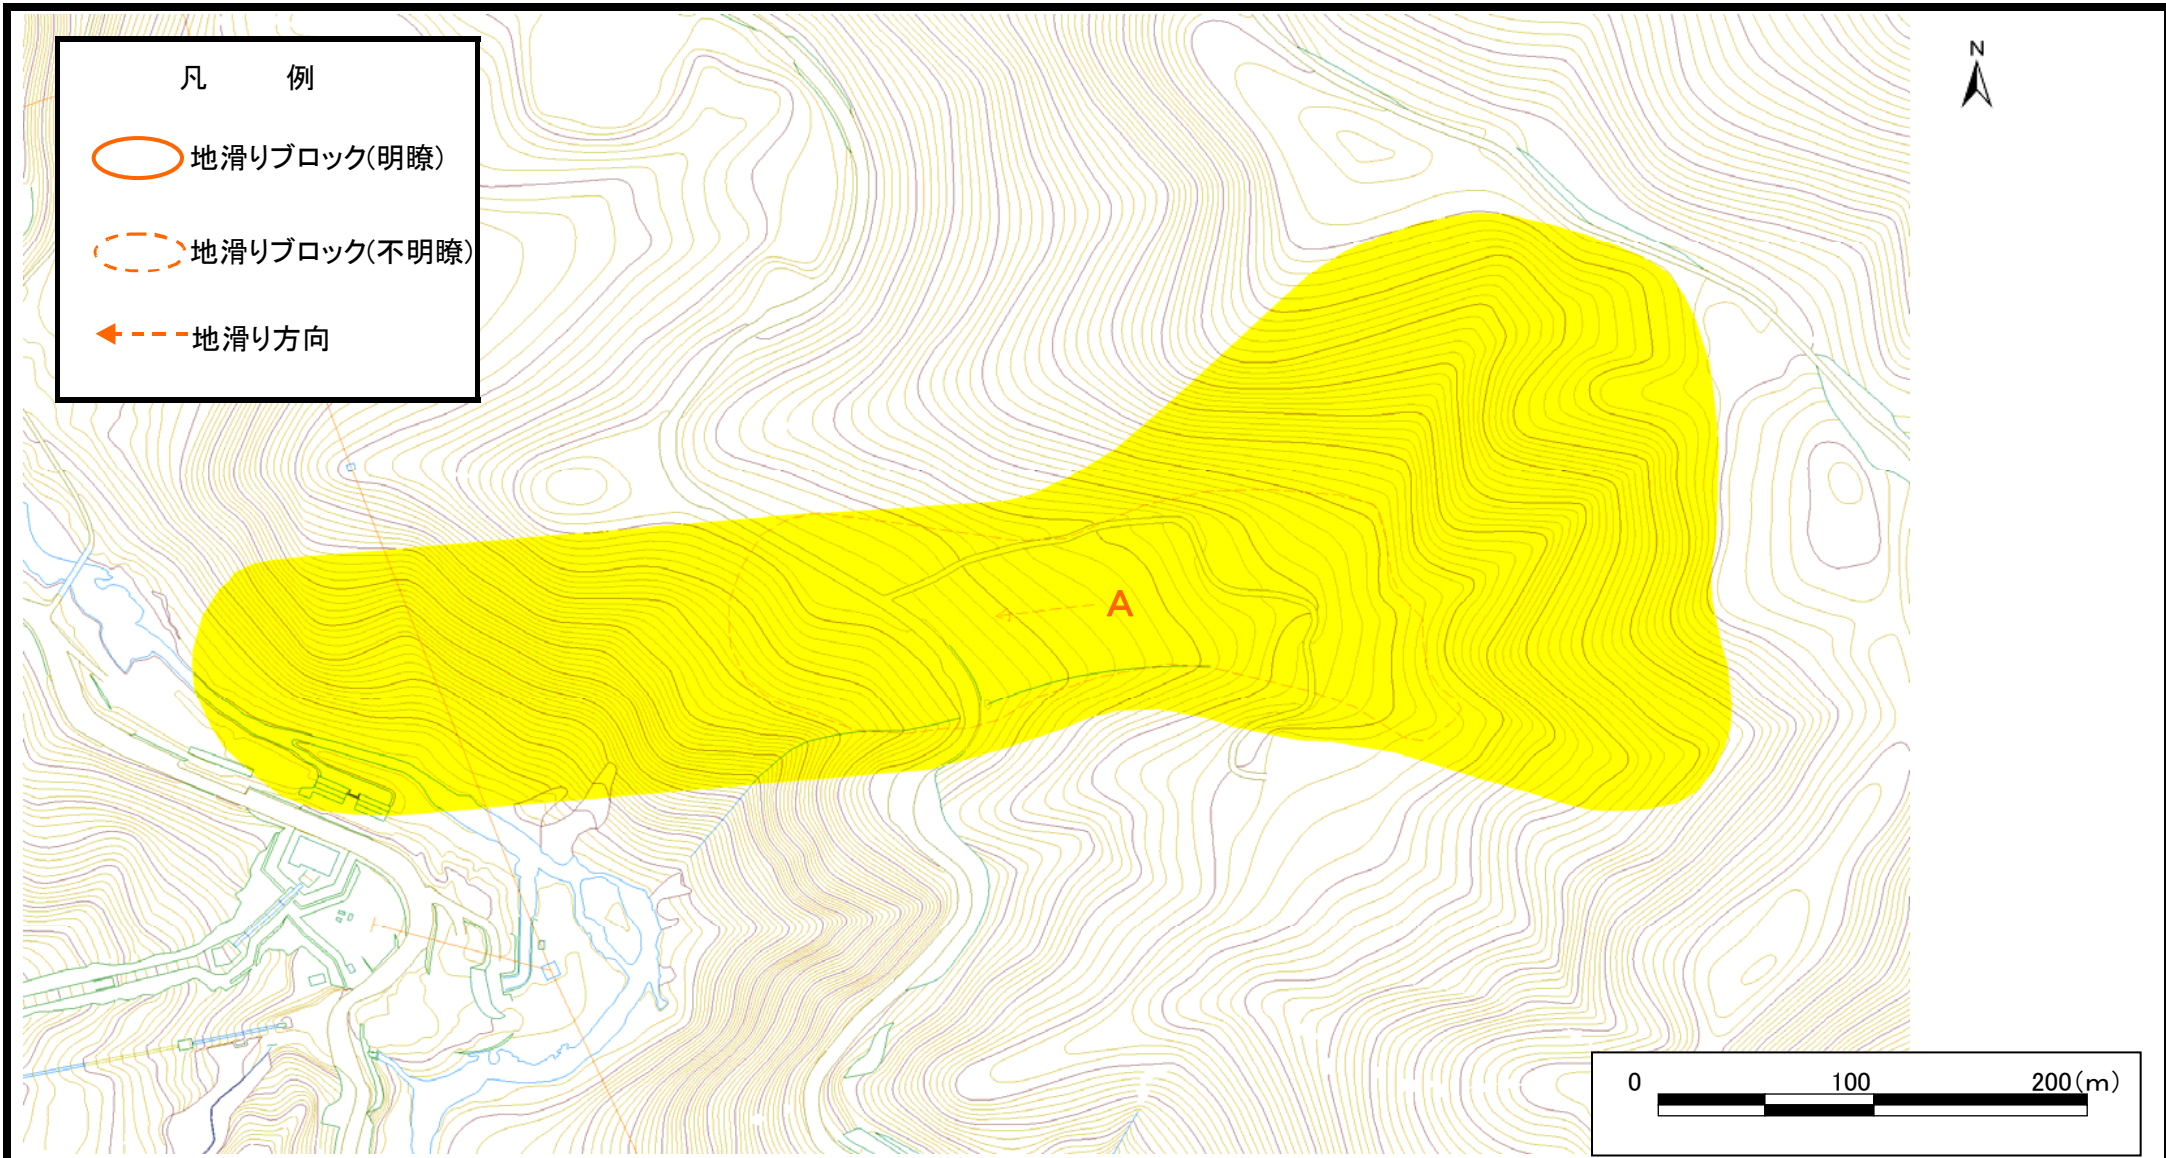 凡 例
地滑りブロック(明瞭)
地滑りブロック(不明瞭)
地滑り方向
N
A
0 100 200(m)